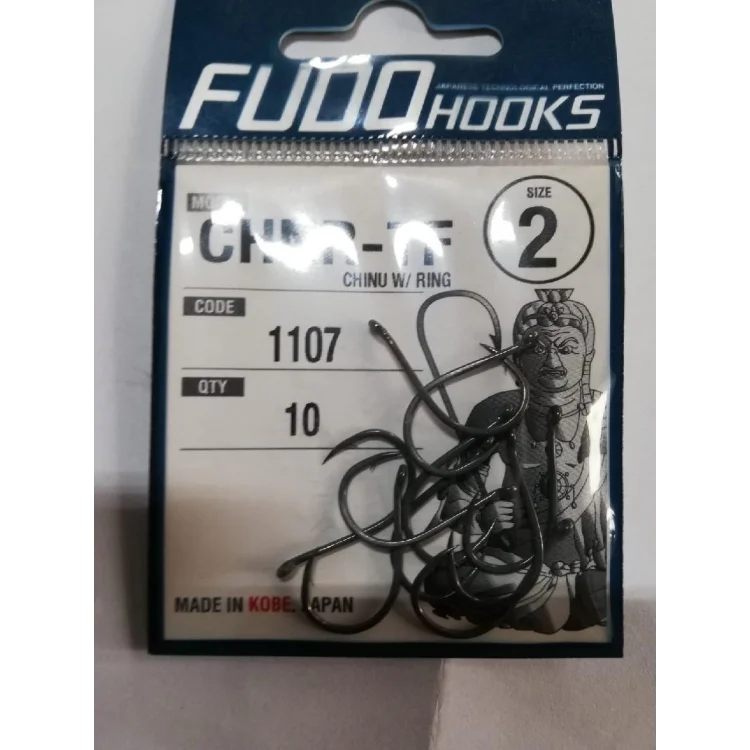 FUDO HOOKS
JAPANESE TECHNOLOGICAL PERFECTION
SIZE
2
CHINU W/ RING
CODE
1107
QTY
10
MADE IN KOBE, JAPAN